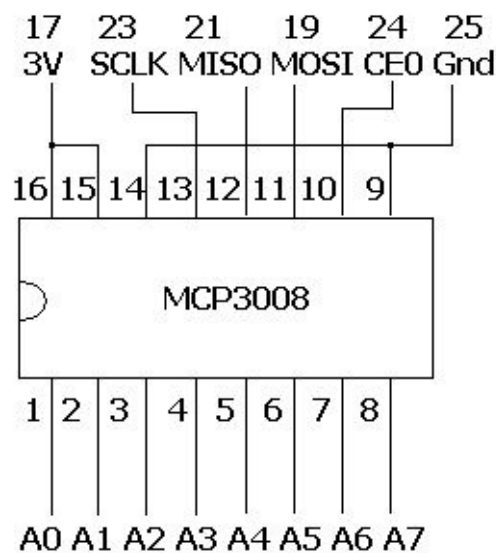 17 23 21 19 24 25
3V SCLK MISO MOSI CE0 Gnd
16 15 14 13 12 11 10 9
MCP3008
1 2 3 4 5 6 7 8
A0 A1 A2 A3 A4 A5 A6 A7